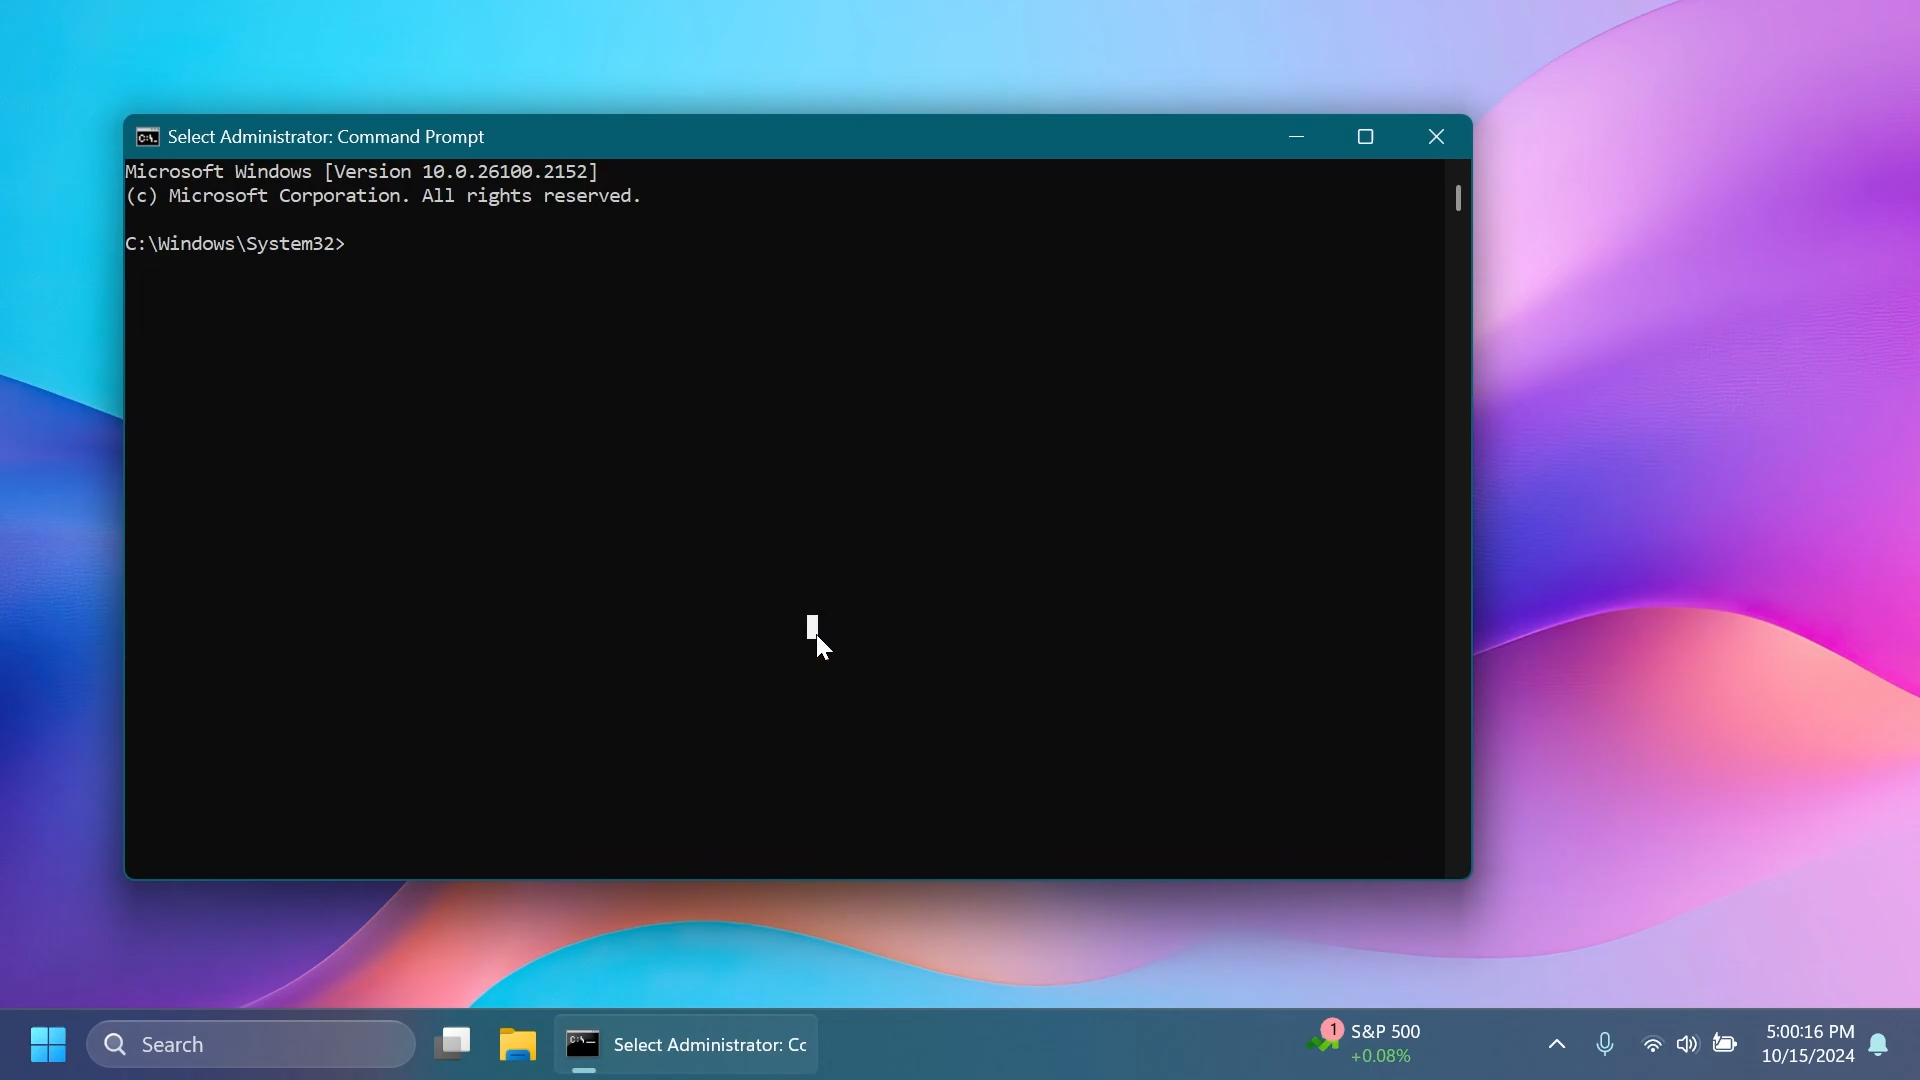 Select Administrator: Command Prompt
Microsoft Windows [Version 10.0.26100.2152]
(c) Microsoft Corporation. All rights reserved.
C:\Windows\System32>
Search
Select Administrator: Cc
1
S&P 500
+0.08%
5:00:16 PM
10/15/2024